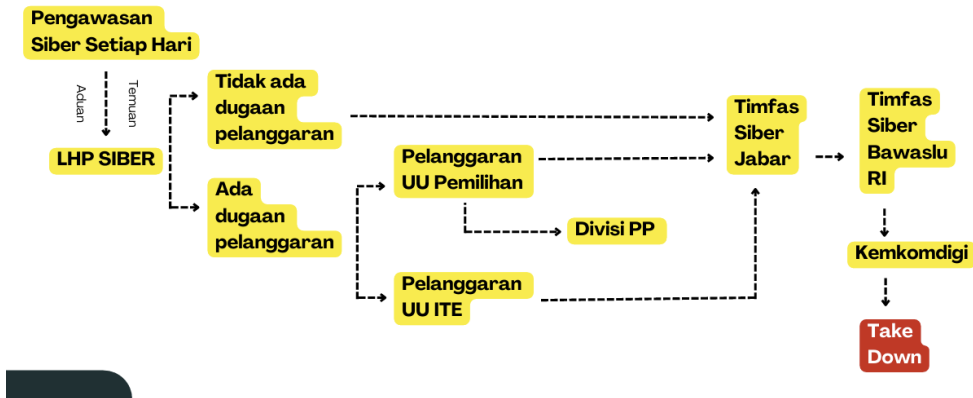 Pengawasan
Siber Setiap Hari
Aduan
Temuan
LHP SIBER
Tidak ada
dugaan
pelanggaran
Ada
dugaan
pelanggaran
Pelanggaran
UU Pemilihan
Divisi PP
Pelanggaran
UU ITE
Timfas
Siber
Jabar
Timfas
Siber
Bawaslu
RI
Kemkomdigi
Take
Down